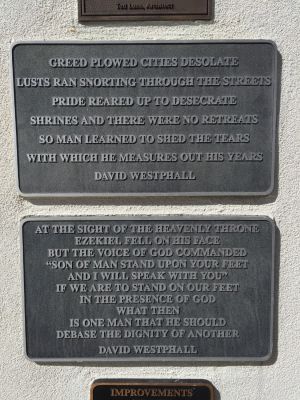 Ted Luna, Architect
GREED PLOWED CITIES DESOLATE
LUSTS RAN SNORTING THROUGH THE STREETS
PRIDE REARED UP TO DESECRATE
SHRINES AND THERE WERE NO RETREATS
SO MAN LEARNED TO SHED THE TEARS
WITH WHICH HE MEASURES OUT HIS YEARS
DAVID WESTPHALL
AT THE SIGHT OF THE HEAVENLY THRONE
EZEKIEL FELL ON HIS FACE
BUT THE VOICE OF GOD COMMANDED
"SON OF MAN STAND UPON YOUR FEET
AND I WILL SPEAK WITH YOU"
IF WE ARE TO STAND ON OUR FEET
IN THE PRESENCE OF GOD
WHAT THEN
IS ONE MAN THAT HE SHOULD
DEBASE THE DIGNITY OF ANOTHER
DAVID WESTPHALL
IMPROVEMENTS